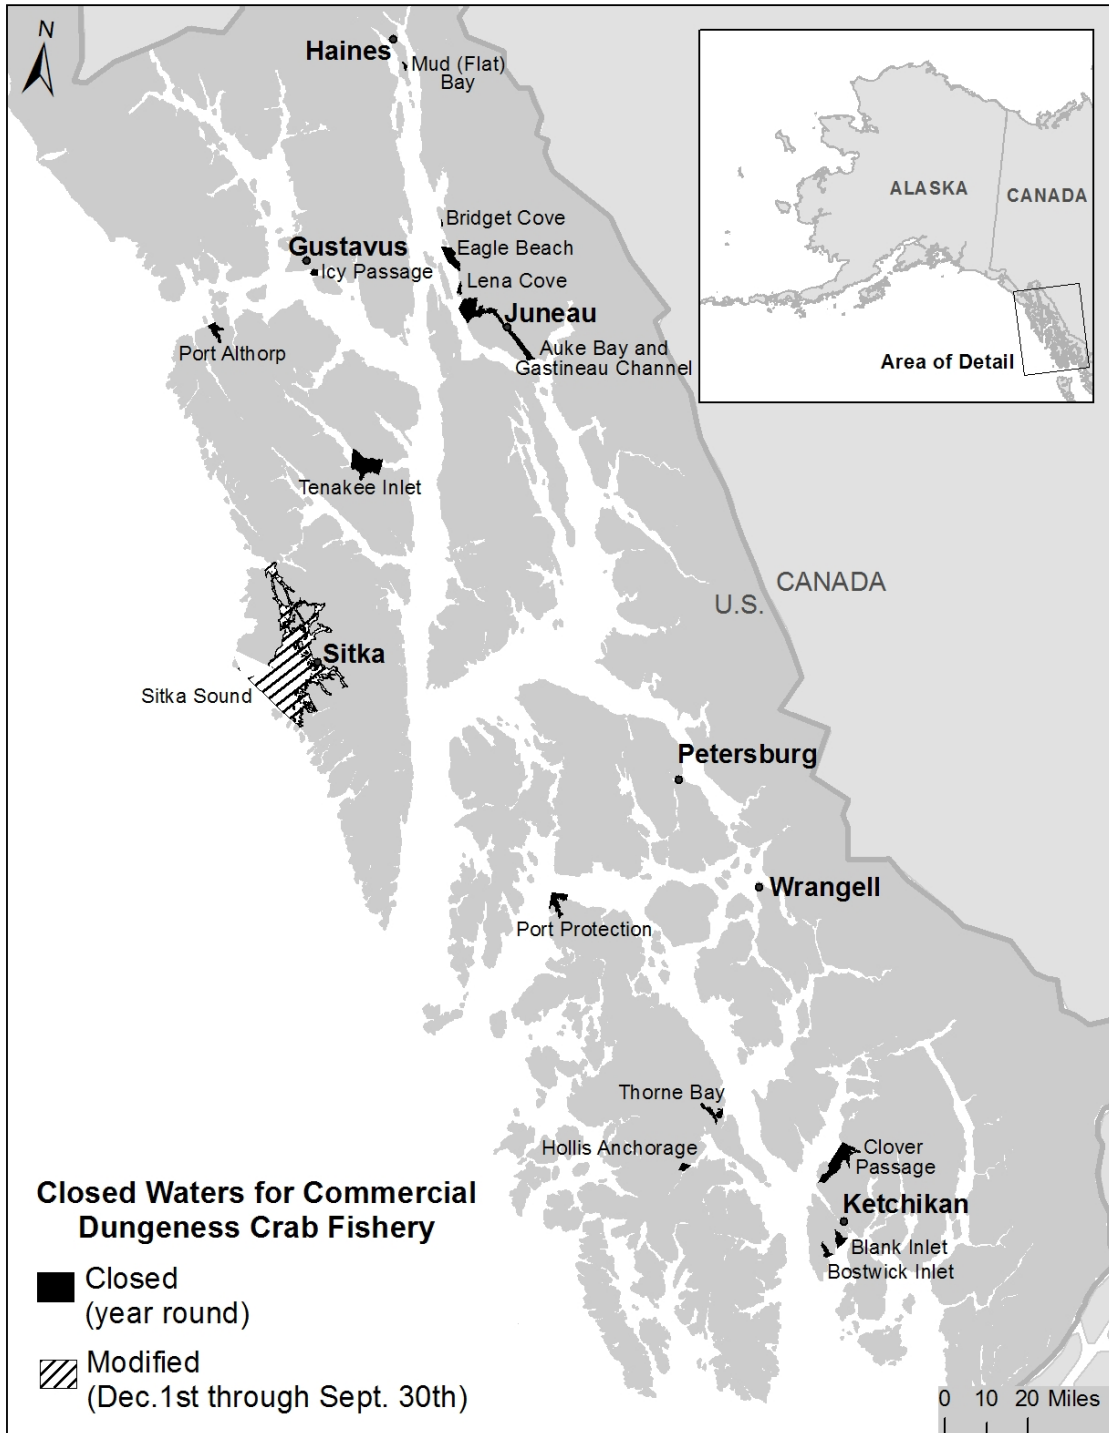 N
Haines
Mud (Flat)
Bay
ALASKA
CANADA
Area of Detail
Bridget Cove
Gustavus
Eagle Beach
Icy Passage
Lena Cove
Juneau
Port Althorp
Auke Bay and
Gastineau Channel
Tenakee Inlet
CANADA
U.S.
Sitka
Sitka Sound
Petersburg
Wrangell
Port Protection
Thorne Bay
Hollis Anchorage
Clover
Passage
Ketchikan
Blank Inlet
Bostwick Inlet
Closed Waters for Commercial
Dungeness Crab Fishery
Closed
(year round)
Modified
(Dec.1st through Sept. 30th)
0 10 20 Miles